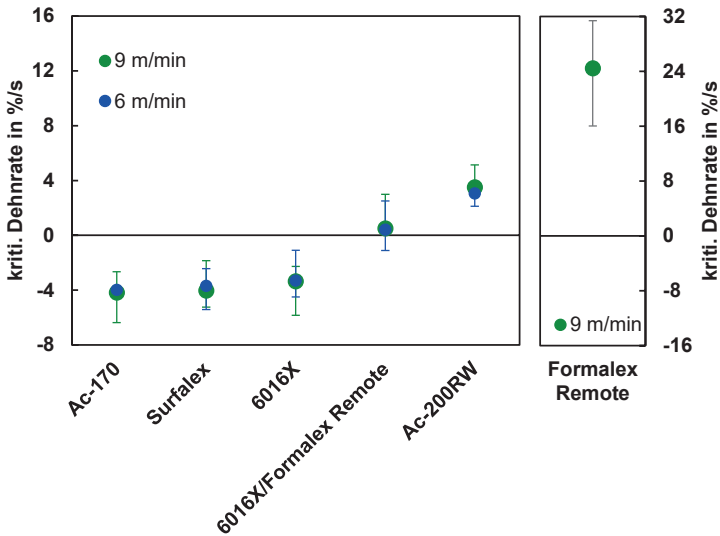 kriti. Dehnrate in %/s
16
12
8
4
0
-4
-8
9 m/min
6 m/min
Ac-170
Surfalex
6016X
6016X/Formalex Remote
Ac-200RW
9 m/min
Formalex
Remote
32
24
16
8
0
-8
-16
kriti. Dehnrate in %/s